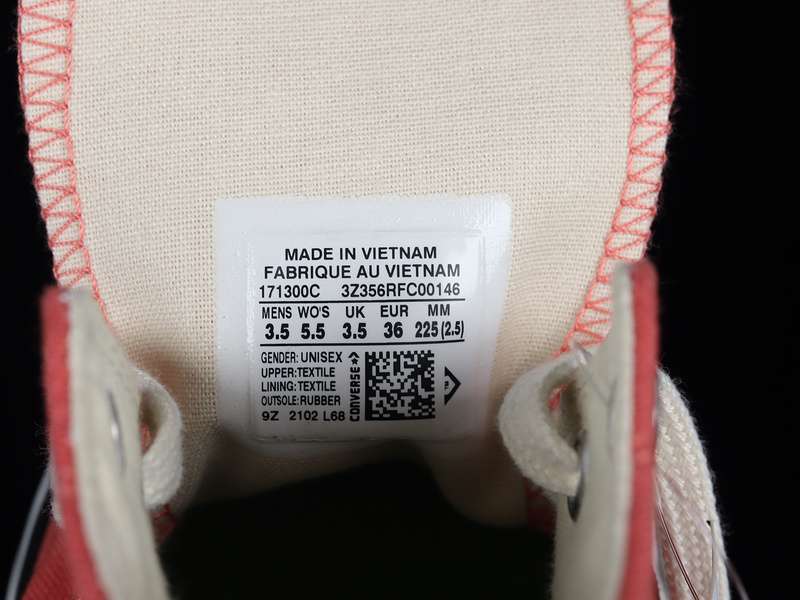 MADE IN VIETNAM
FABRIQUE AU VIETNAM
171300C 3Z356RFC00146
MENS WO'S UK EUR MM
3.5 5.5 3.5 36 225(2.5)
GENDER: UNISEX
UPPER:TEXTILE
LINING:TEXTILE
OUTSOLE: RUBBER
9Z 2102 L68
CONVERSE